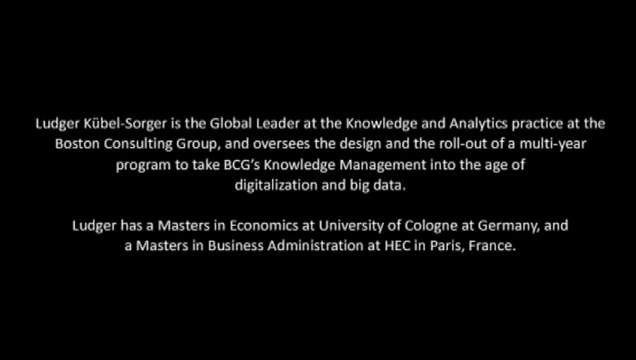 Ludger Kübel-Sorger is the Global Leader at the Knowledge and Analytics practice at the
Boston Consulting Group, and oversees the design and the roll-out of a multi-year
program to take BCG's Knowledge Management into the age of
digitalization and big data.
Ludger has a Masters in Economics at University of Cologne at Germany, and
a Masters in Business Administration at HEC in Paris, France.